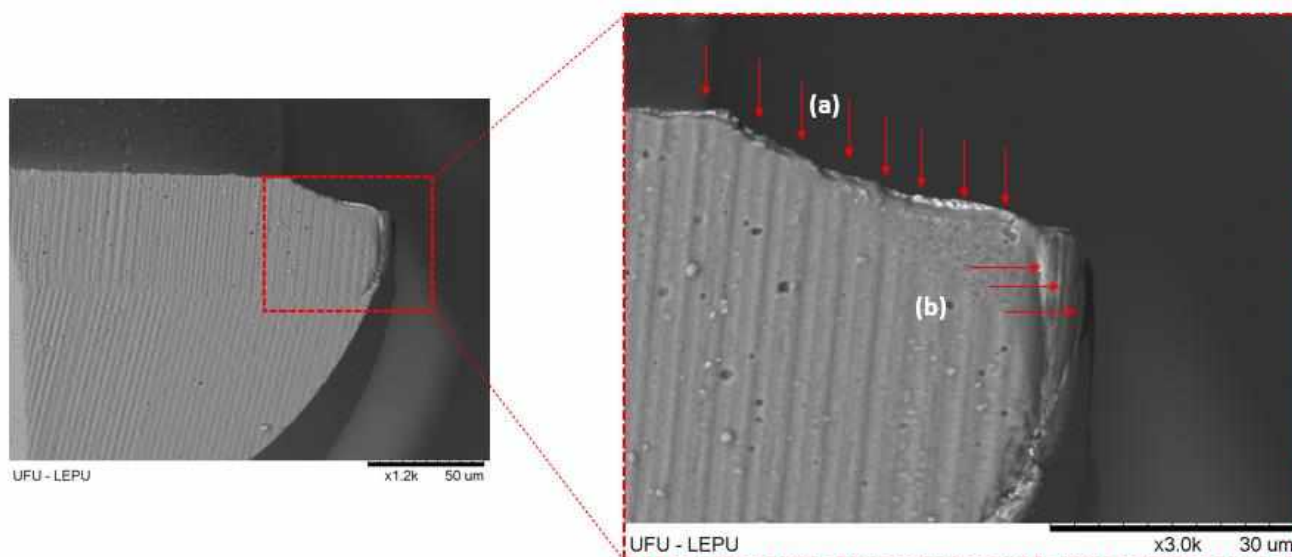 (a)
(b)
UFU - LEPU x1.2k 50 um
UFU - LEPU x3.0k 30 um